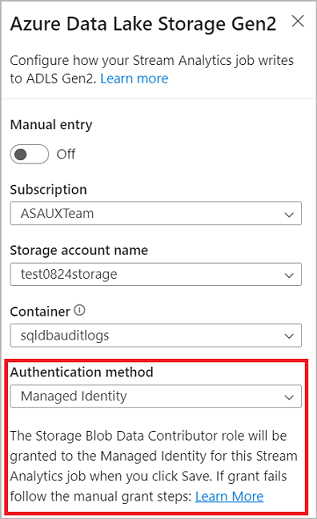 Azure Data Lake Storage Gen2
Configure how your Stream Analytics job writes
to ADLS Gen2. Learn more
Manual entry
Off
Subscription
ASAUXTeam
Storage account name
test0824storage
Container
sqldbauditlogs
Authentication method
Managed Identity
The Storage Blob Data Contributor role will be
granted to the Managed Identity for this Stream
Analytics job when you click Save. If grant fails
follow the manual grant steps: Learn More